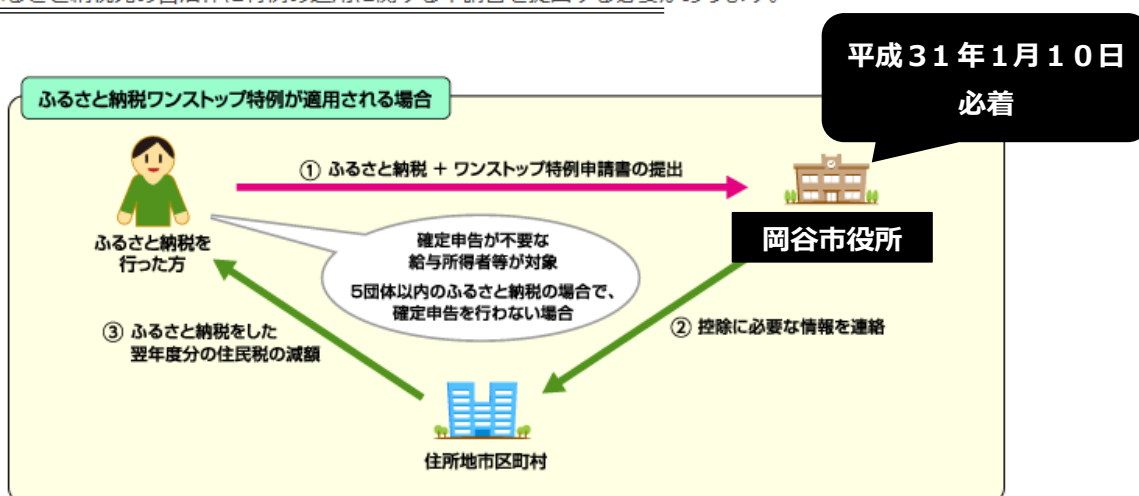 平成３１年１月１０日
必着
ふるさと納税ワンストップ特例が適用される場合
① ふるさと納税 + ワンストップ特例申請書の提出
ふるさと納税を
行った方
確定申告が不要な
給与所得者等が対象
5団体以内のふるさと納税の場合で、
確定申告を行わない場合
岡谷市役所
② 控除に必要な情報を連絡
③ ふるさと納税をした
翌年度分の住民税の減額
住所地市区町村